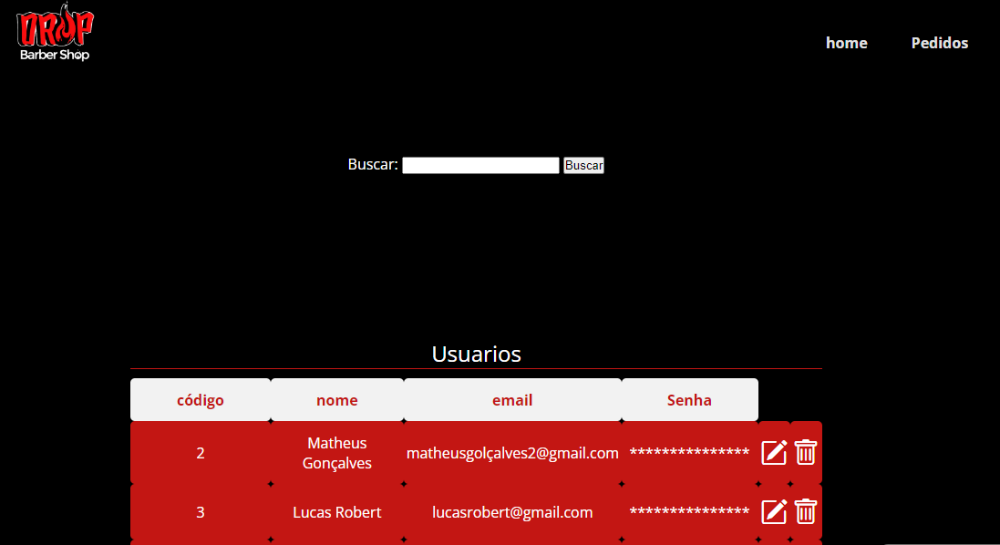 DROP
Barber Shop
home Pedidos
Buscar: Buscar
Usuarios
código nome email Senha
2 Matheus Gonçalves matheusgolçalves2@gmail.com ***************
3 Lucas Robert lucasrobert@gmail.com ***************